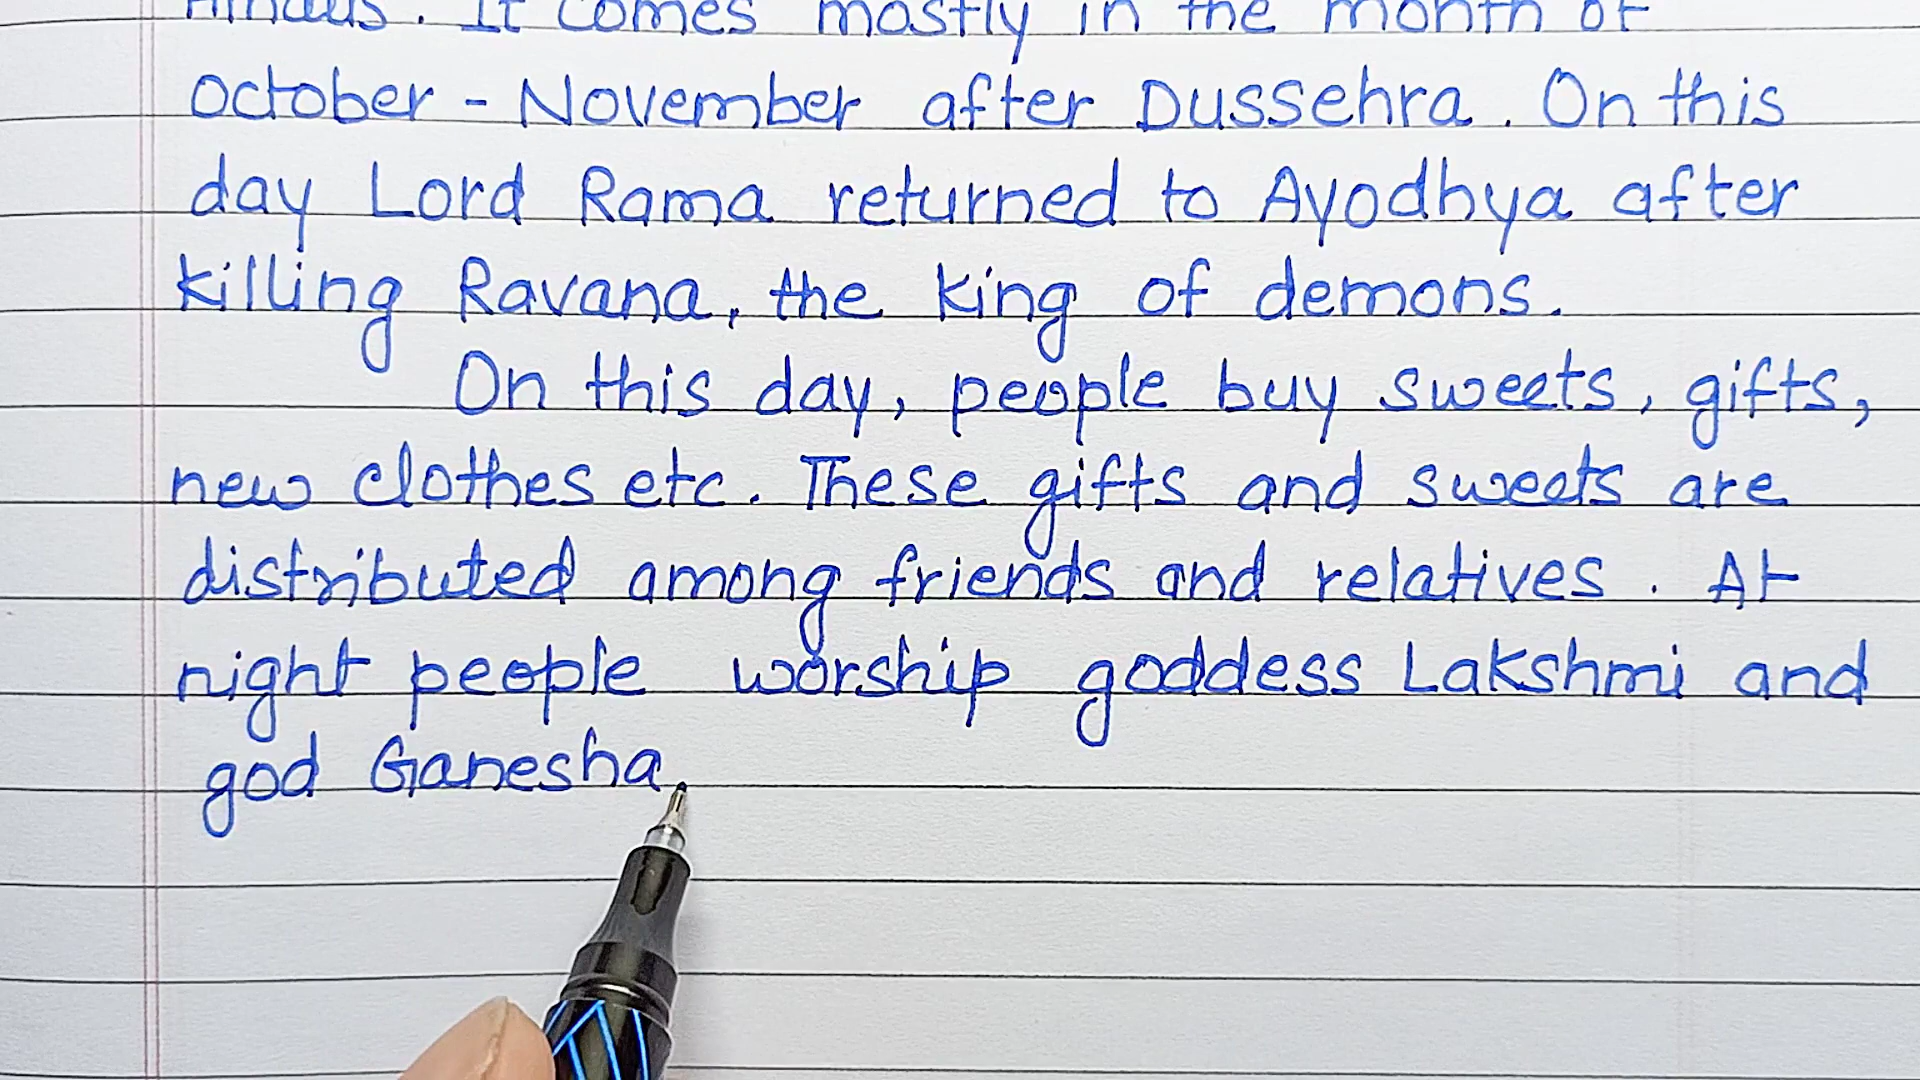 Hindus. It comes mostly in the month of
October - November after Dussehra. On this
day Lord Rama returned to Ayodhya after
killing Ravana, the king of demons.
On this day, people buy sweets, gifts,
new clothes etc. These gifts and sweets are
distributed among friends and relatives. At
night people worship goddess Lakshmi and
god Ganesha.